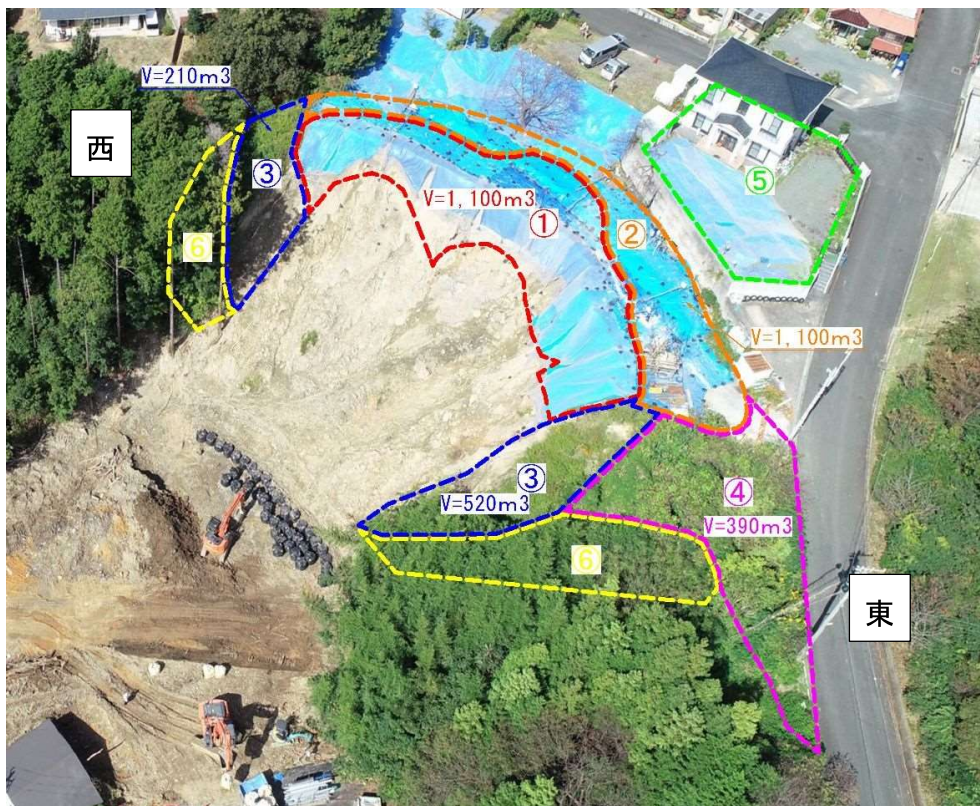 V=210m3
西
③
⑥
V=1,100m3
①
②
⑤
V=1,100m3
③
V=520m3
④
V=390m3
⑥
東